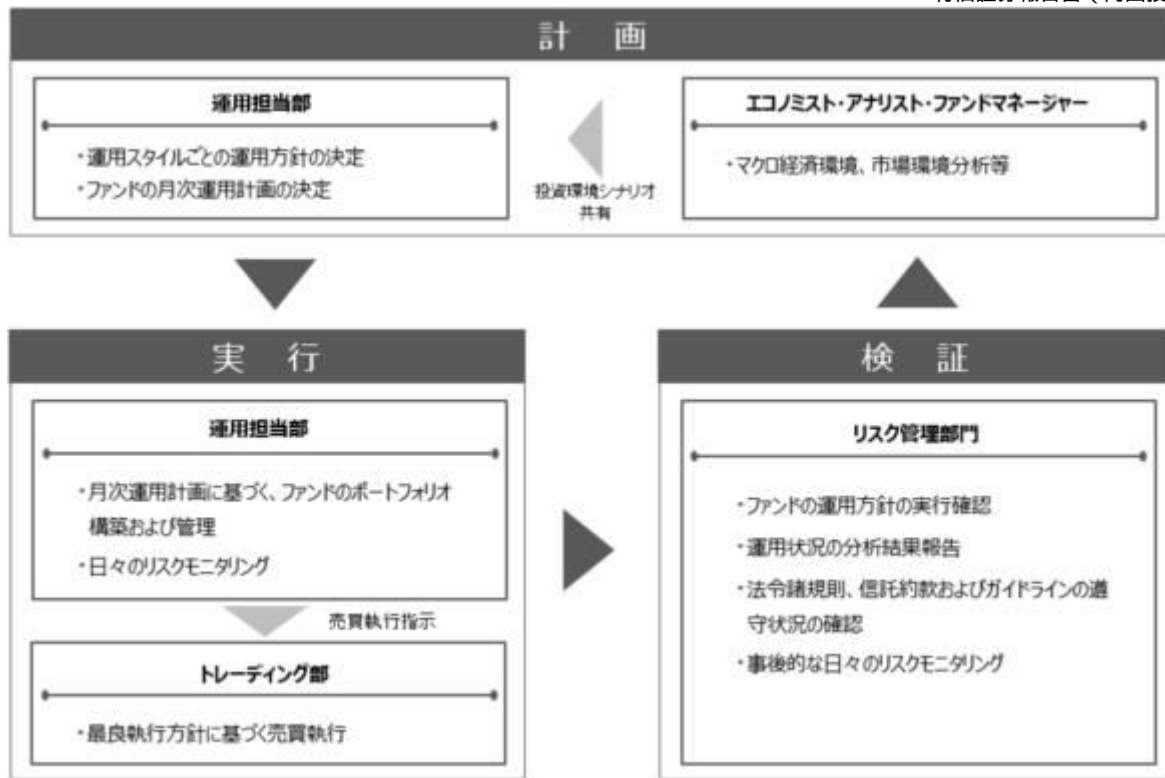 計 画
運用担当部
・運用スタイルごとの運用方針の決定
・ファンドの月次運用計画の決定
投資環境シナリオ
共有
エコノミスト・アナリスト・ファンドマネージャー
・マクロ経済環境、市場環境分析等
実 行
運用担当部
・月次運用計画に基づく、ファンドのポートフォリオ
構築および管理
・日々のリスクモニタリング
売買執行指示
トレーディング部
・最良執行方針に基づく売買執行
検 証
リスク管理部門
・ファンドの運用方針の実行確認
・運用状況の分析結果報告
・法令諸規則、信託約款およびガイドラインの遵
守状況の確認
・事後的な日々のリスクモニタリング